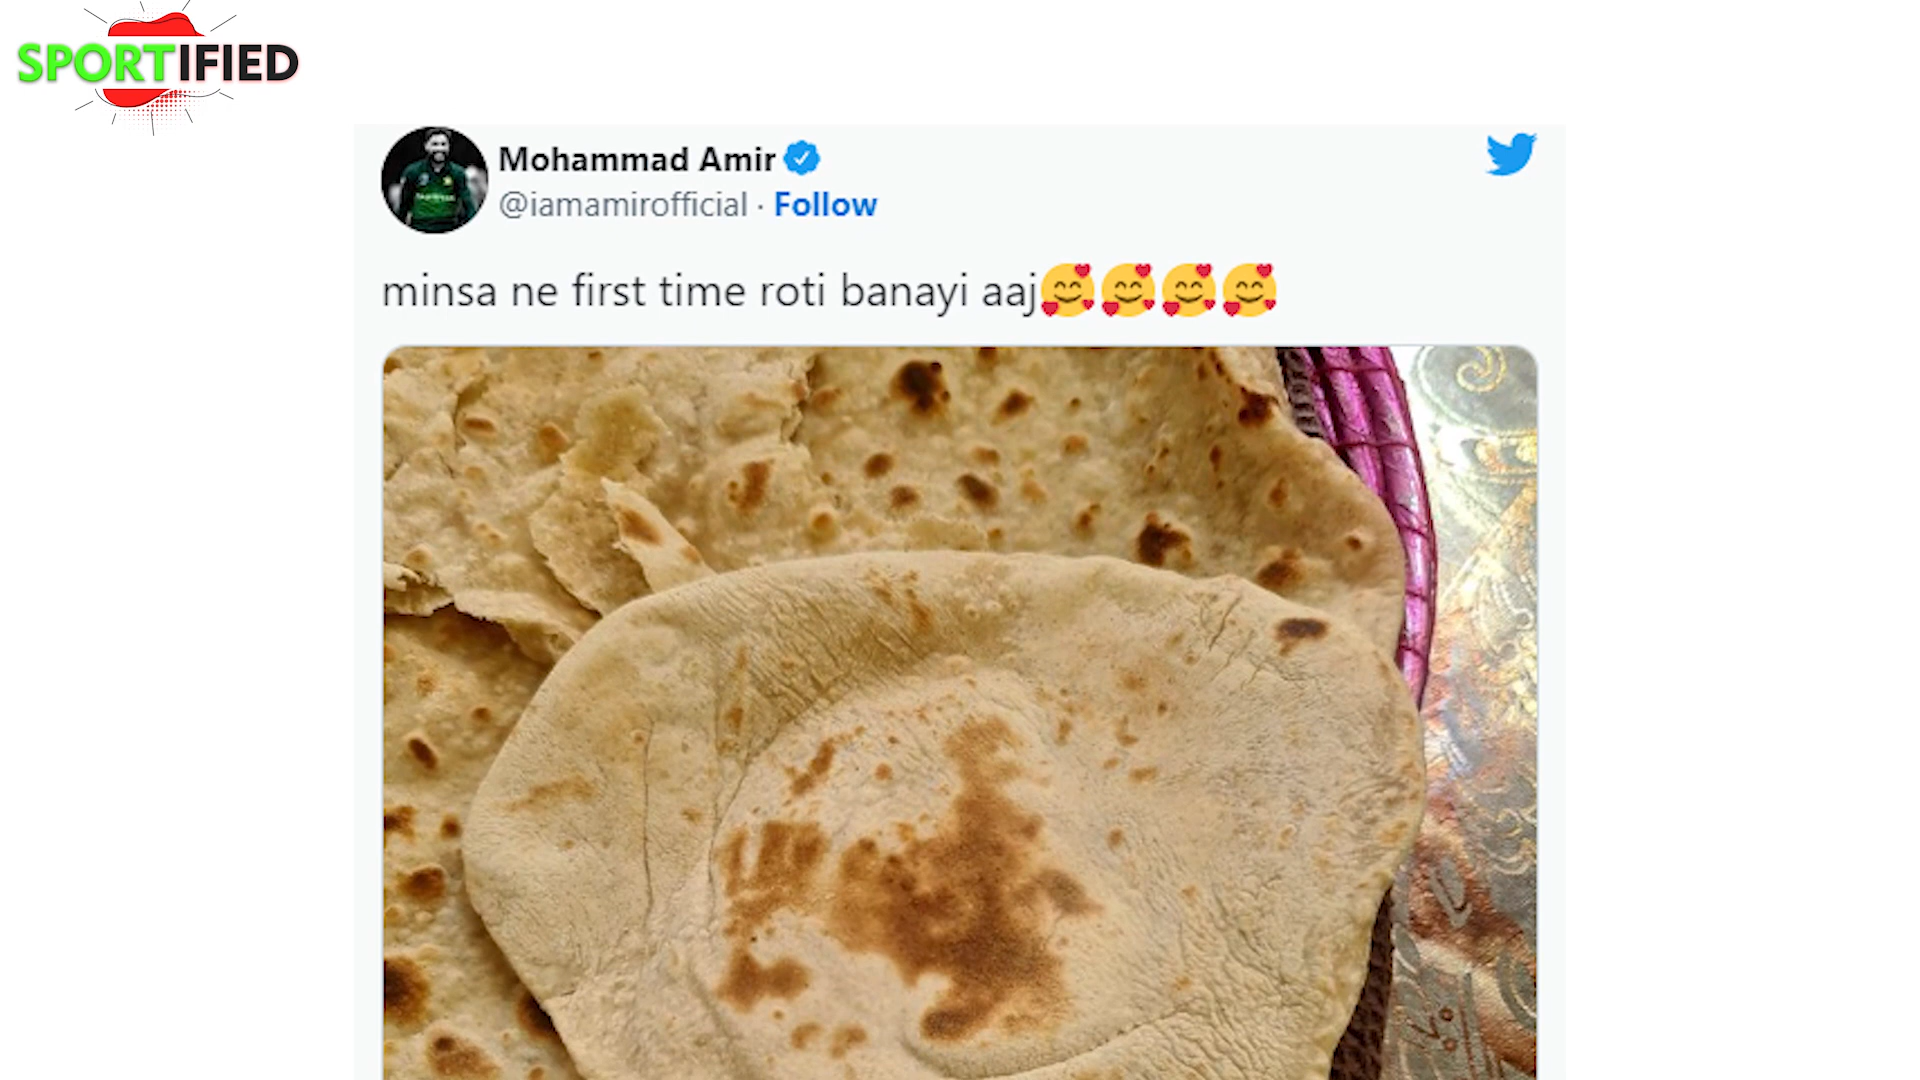 SPORTIFIED
Mohammad Amir
@iamamirofficial · Follow
minsa ne first time roti banayi aaj🥰🥰🥰🥰